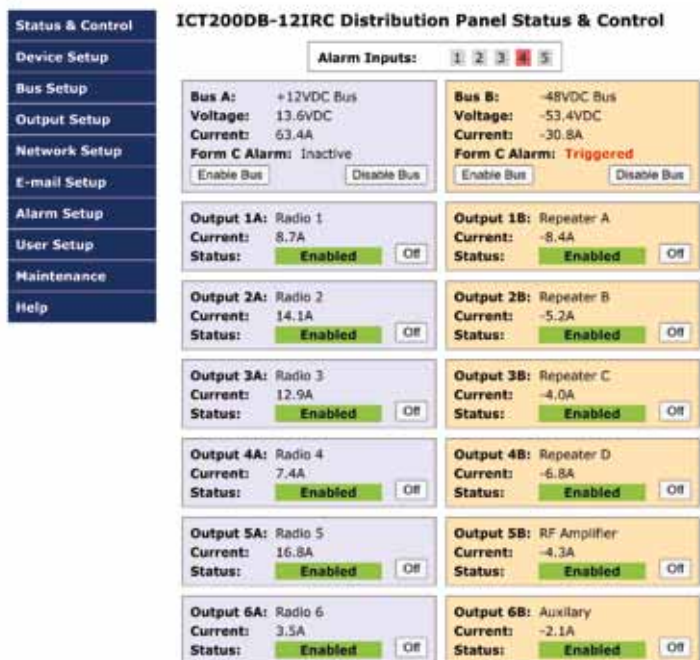 Status & Control
Device Setup
Bus Setup
Output Setup
Network Setup
E-mail Setup
Alarm Setup
User Setup
Maintenance
Help
ICT200DB-12IRC Distribution Panel Status & Control
Alarm Inputs: 1 2 3 4 5
Bus A: +12VDC Bus
Voltage: 13.6VDC
Current: 63.4A
Form C Alarm: Inactive
Enable Bus Disable Bus
Bus B: -48VDC Bus
Voltage: -53.4VDC
Current: -30.8A
Form C Alarm: Triggered
Enable Bus Disable Bus
Output 1A: Radio 1
Current: 8.7A
Status: Enabled Off
Output 1B: Repeater A
Current: -8.4A
Status: Enabled Off
Output 2A: Radio 2
Current: 14.1A
Status: Enabled Off
Output 2B: Repeater B
Current: -5.2A
Status: Enabled Off
Output 3A: Radio 3
Current: 12.9A
Status: Enabled Off
Output 3B: Repeater C
Current: -4.0A
Status: Enabled Off
Output 4A: Radio 4
Current: 7.4A
Status: Enabled Off
Output 4B: Repeater D
Current: -6.8A
Status: Enabled Off
Output 5A: Radio 5
Current: 16.8A
Status: Enabled Off
Output 5B: RF Amplifier
Current: -4.3A
Status: Enabled Off
Output 6A: Radio 6
Current: 3.5A
Status: Enabled Off
Output 6B: Auxilary
Current: -2.1A
Status: Enabled Off